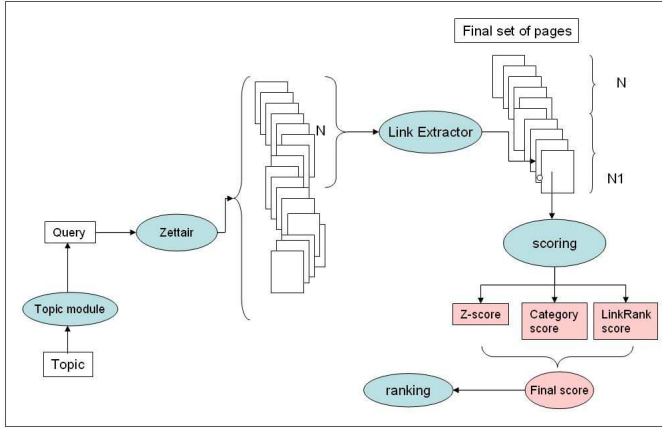 Final set of pages
N
N
Link Extractor
N1
Query
Zettair
scoring
Topic module
Z-score
Category
score
LinkRank
score
Topic
ranking
Final score